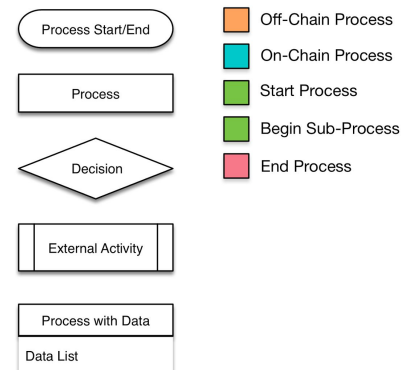 Process Start/End
Process
Decision
External Activity
Process with Data
Data List
Off-Chain Process
On-Chain Process
Start Process
Begin Sub-Process
End Process